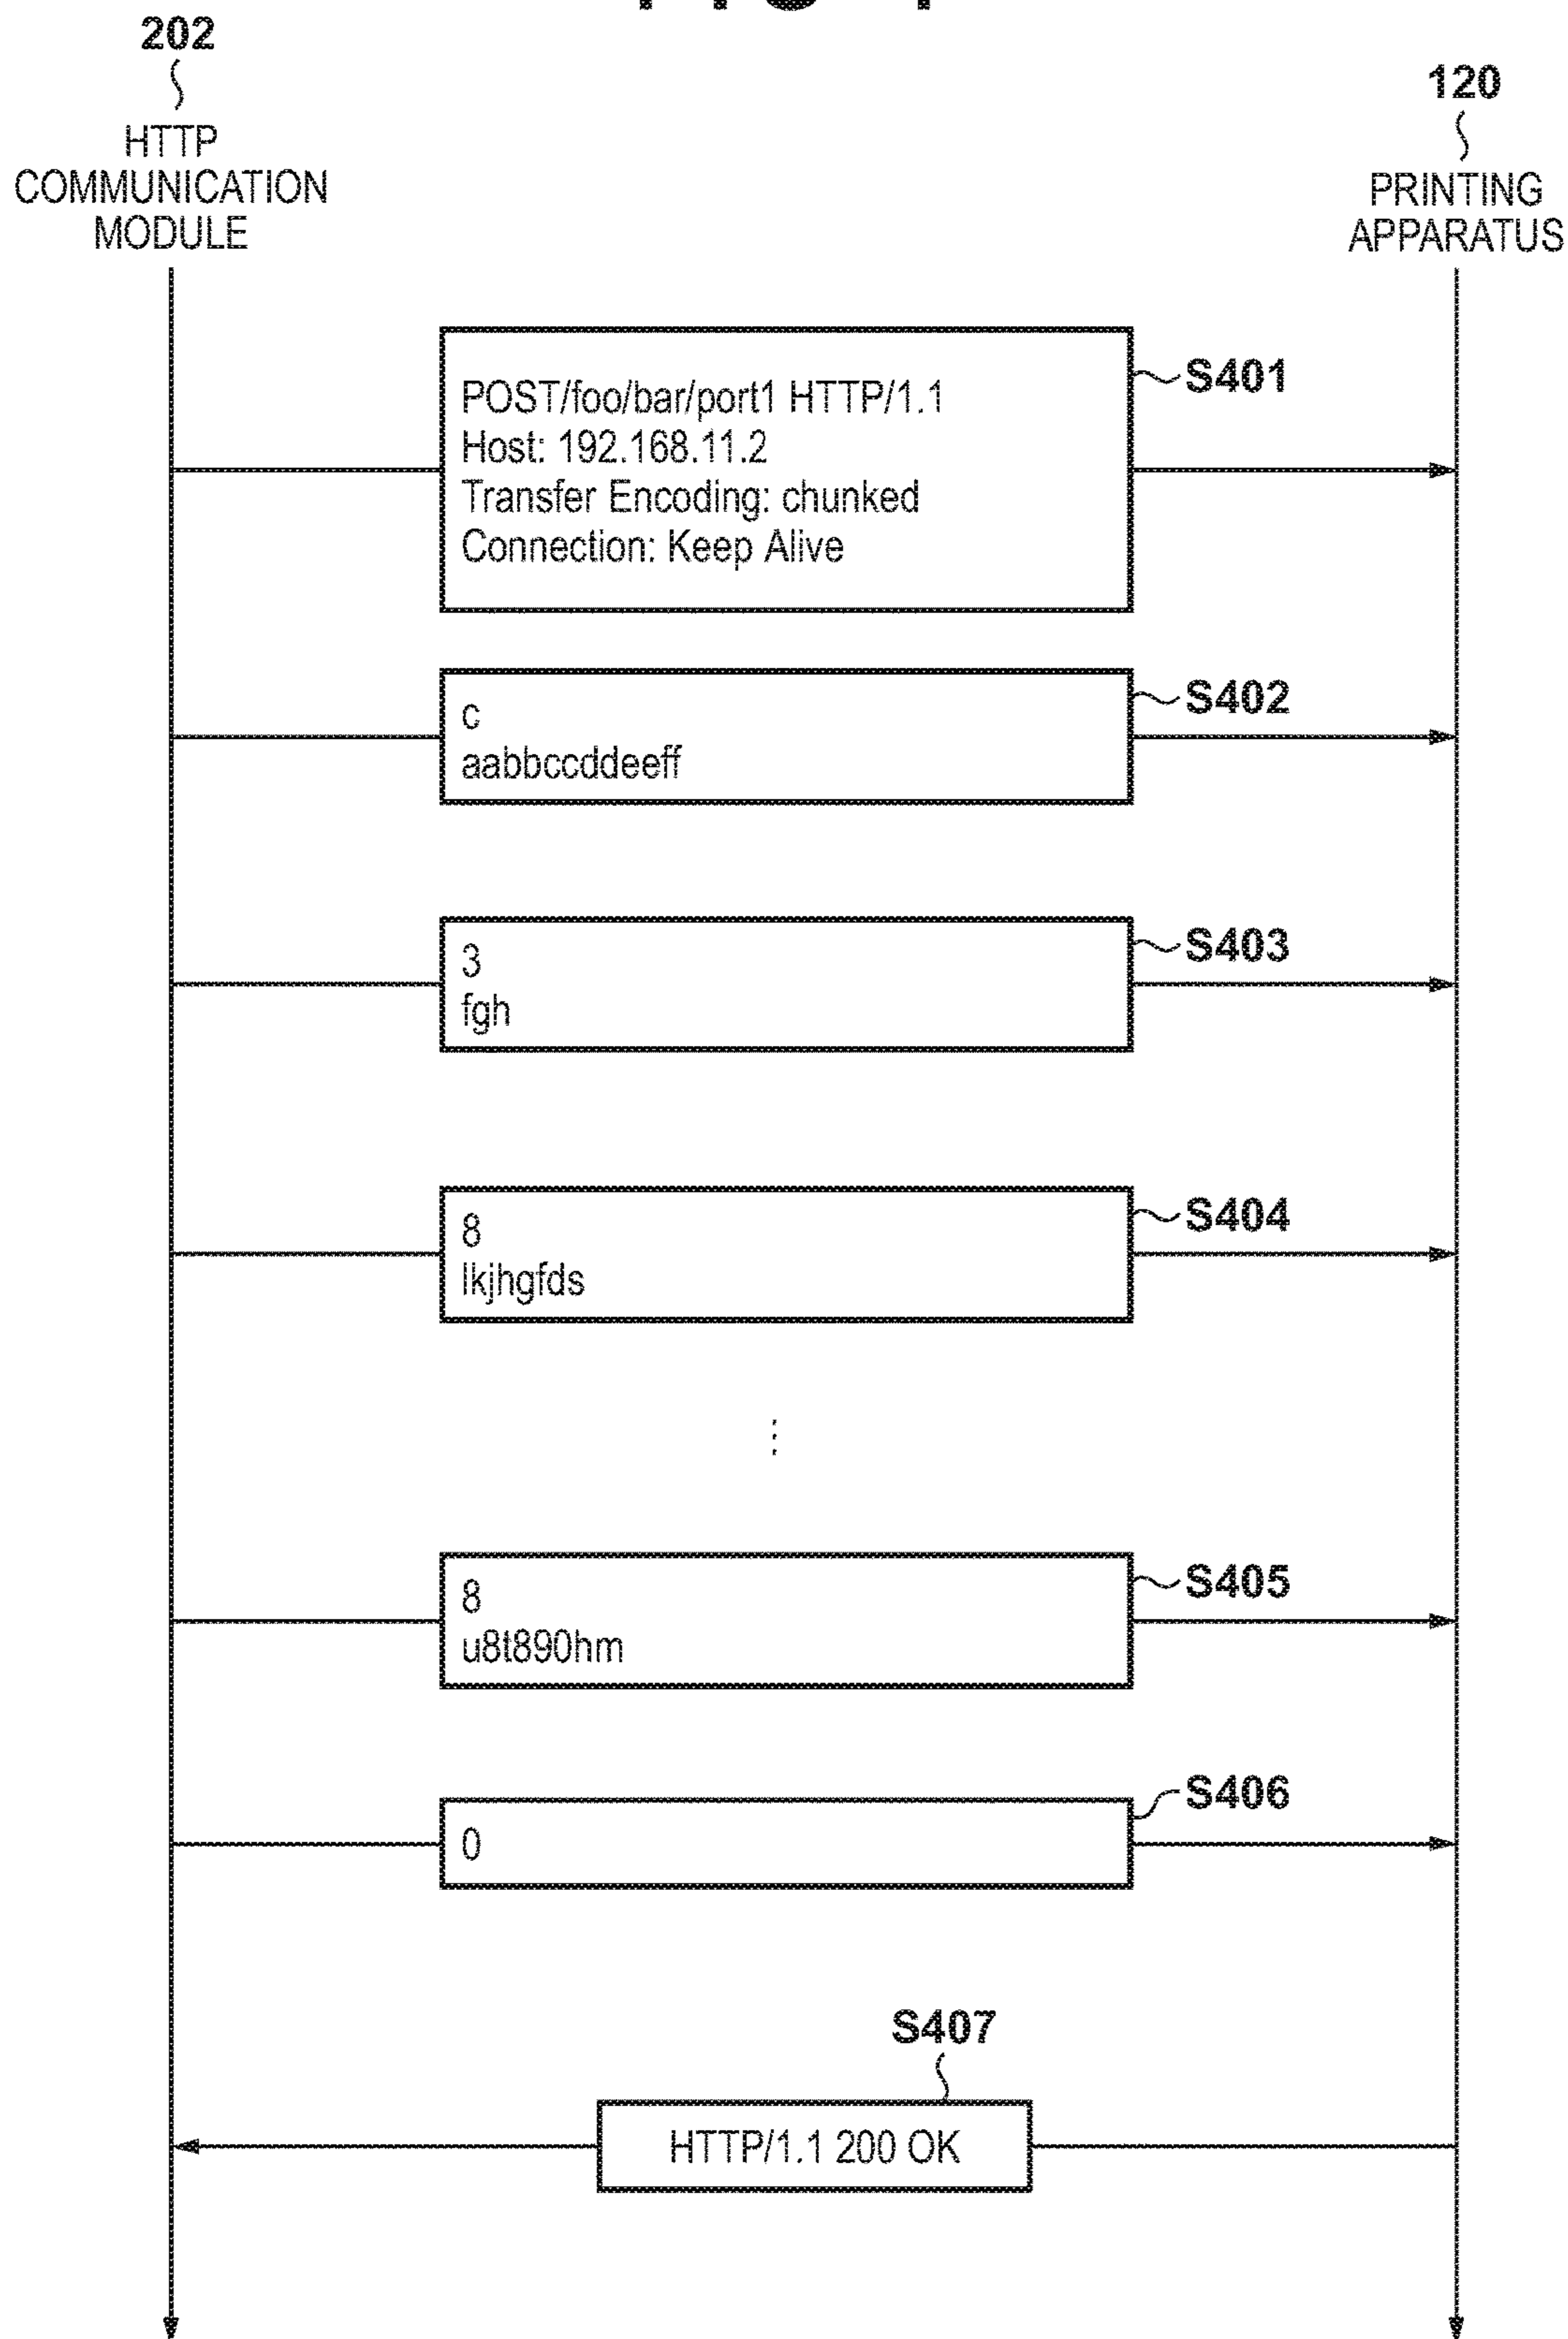 202
HTTP
COMMUNICATION
MODULE
120
PRINTING
APPARATUS
S401
POST/foo/bar/port1 HTTP/1.1
Host: 192.168.11.2
Transfer Encoding: chunked
Connection: Keep Alive
S402
c
aabbccddeeff
S403
3
fgh
S404
8
lkjhgfds
⋮
S405
8
u8t890hm
S406
0
S407
HTTP/1.1 200 OK